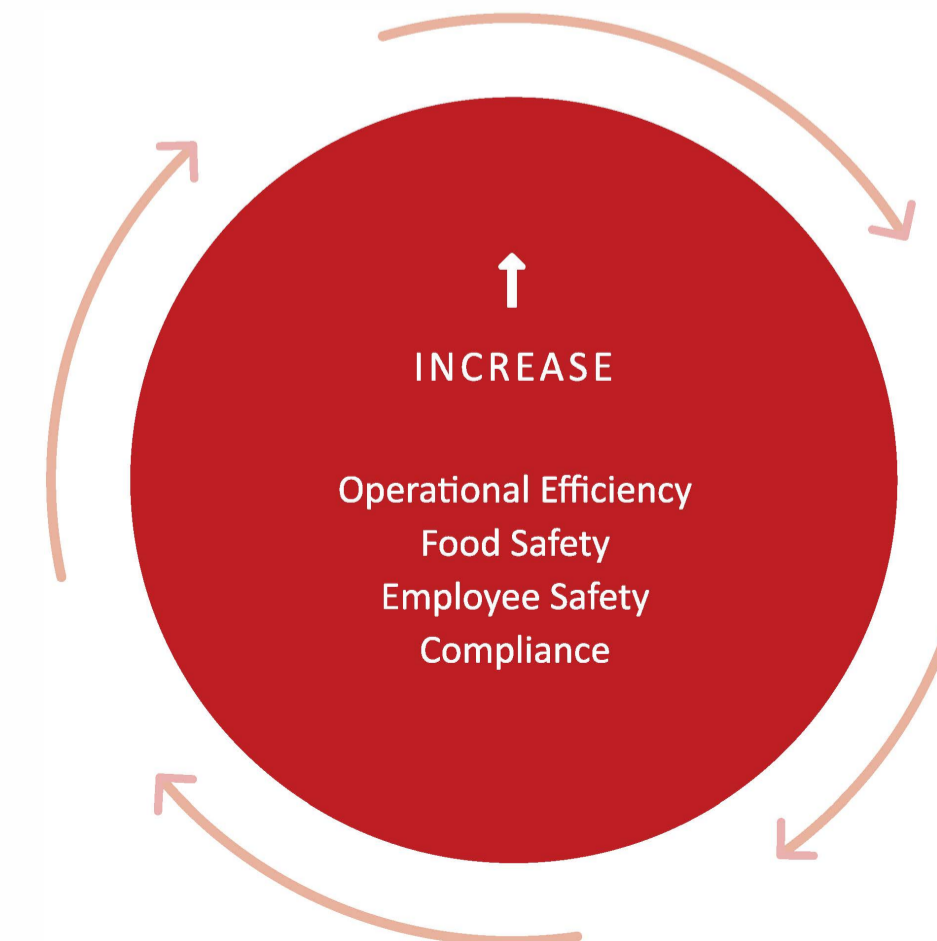 INCREASE
Operational Efficiency
Food Safety
Employee Safety
Compliance